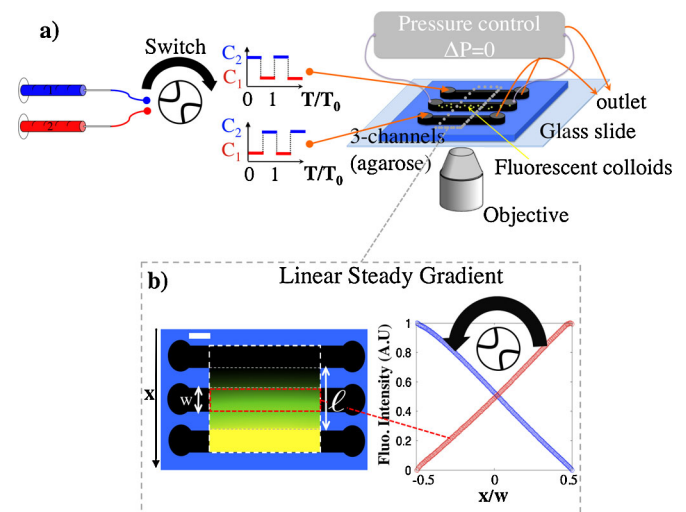 a)
Switch
1
2
C₂
C₁
0 1 T/T₀
C₂
C₁
0 1 T/T₀
Pressure control
ΔP=0
outlet
Glass slide
3-channels
(agarose)
Fluorescent colloids
Objective
b)
Linear Steady Gradient
x
w
ℓ
Fluo. Intensity (A.U)
1
0.8
0.6
0.4
0.2
0
-0.5 0 0.5
x/w